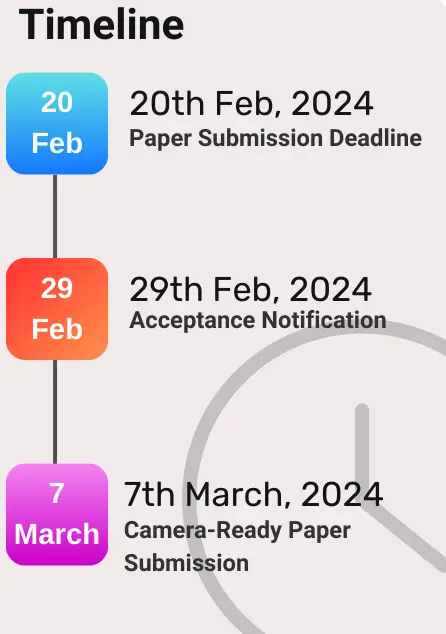 Timeline
20
Feb
20th Feb, 2024
Paper Submission Deadline
29
Feb
29th Feb, 2024
Acceptance Notification
7
March
7th March, 2024
Camera-Ready Paper
Submission